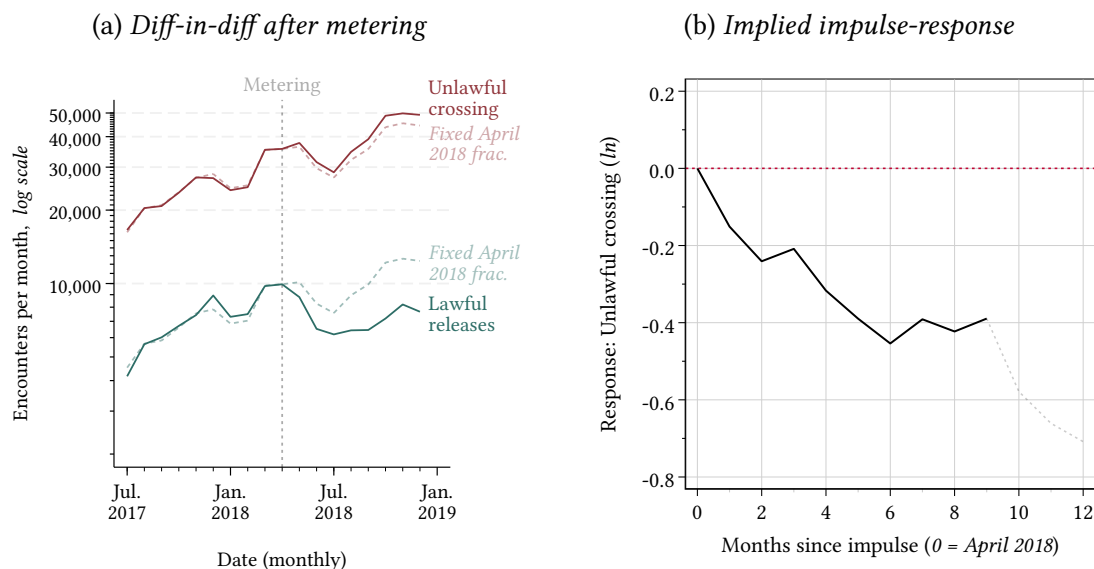 (a) Diff-in-diff after metering
Metering
Unlawful
crossing
Fixed April
2018 frac.
Fixed April
2018 frac.
Lawful
releases
50,000
40,000
30,000
20,000
10,000
Encounters per month, log scale
Jul.
2017
Jan.
2018
Jul.
2018
Jan.
2019
Date (monthly)
(b) Implied impulse-response
0.2
0.0
-0.2
-0.4
-0.6
-0.8
Response: Unlawful crossing (ln)
0 2 4 6 8 10 12
Months since impulse (0 = April 2018)